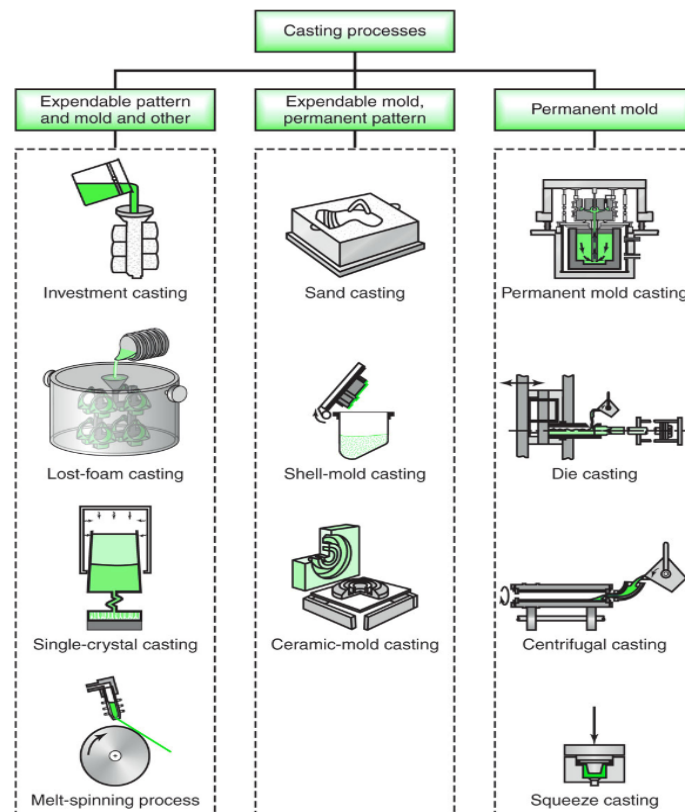 Casting processes
Expendable pattern
and mold and other
Expendable mold,
permanent pattern
Permanent mold
Investment casting
Sand casting
Permanent mold casting
Lost-foam casting
Shell-mold casting
Die casting
Single-crystal casting
Ceramic-mold casting
Centrifugal casting
Melt-spinning process
Squeeze casting